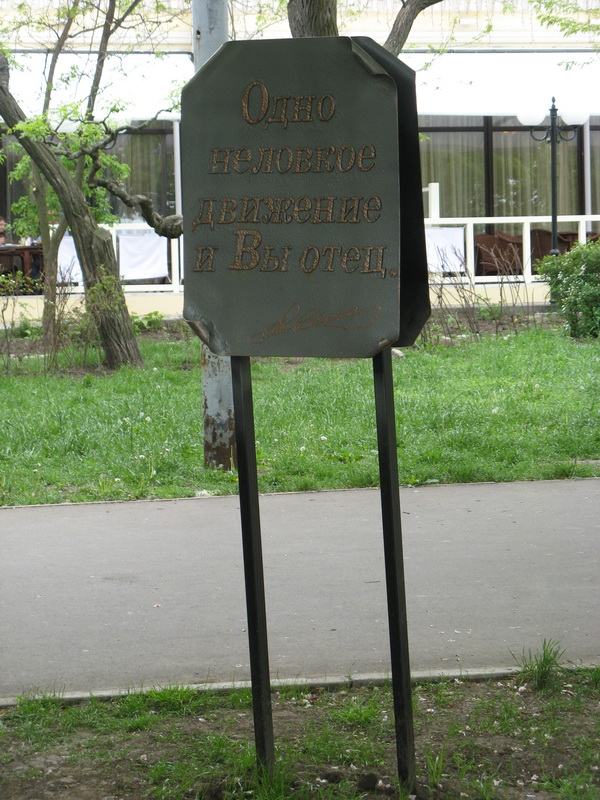 Одно
неловкое
движение
и Вы отец.